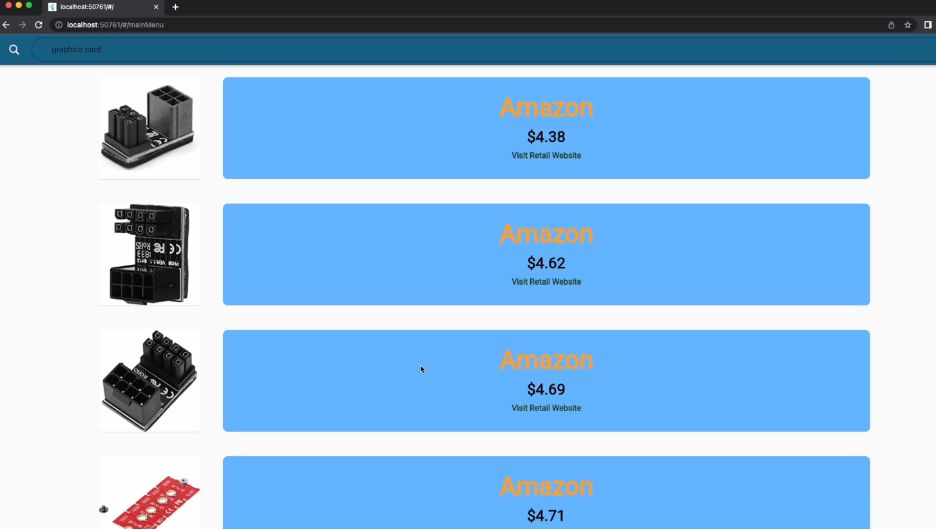 localhost:50761/#/
localhost:50761/#/mainMenu
graphics card
Amazon
$4.38
Visit Retail Website
Amazon
$4.62
Visit Retail Website
Amazon
$4.69
Visit Retail Website
Amazon
$4.71